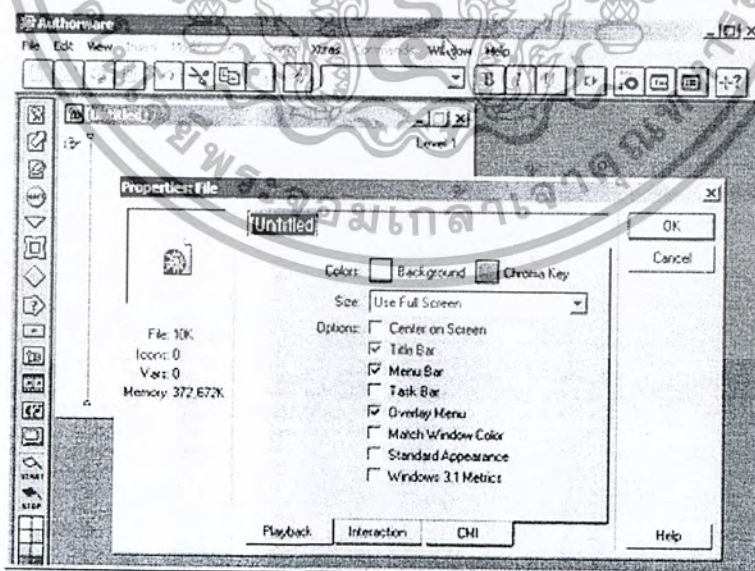 Authorware
File Edit View Insert Control Xtras Commands Window Help
B I U
[Untitled]
Level 1
Properties: File
[Untitled]
OK
Cancel
Colors: Background Chroma Key
Size: Use Full Screen
Options: Center on Screen
Title Bar
Menu Bar
Task Bar
Overlay Menu
Match Window Color
Standard Appearance
Windows 3.1 Metrics
File: 10K
Icons: 0
Vars: 0
Memory: 372,672K
START
STOP
Playback Interaction CMI
Help